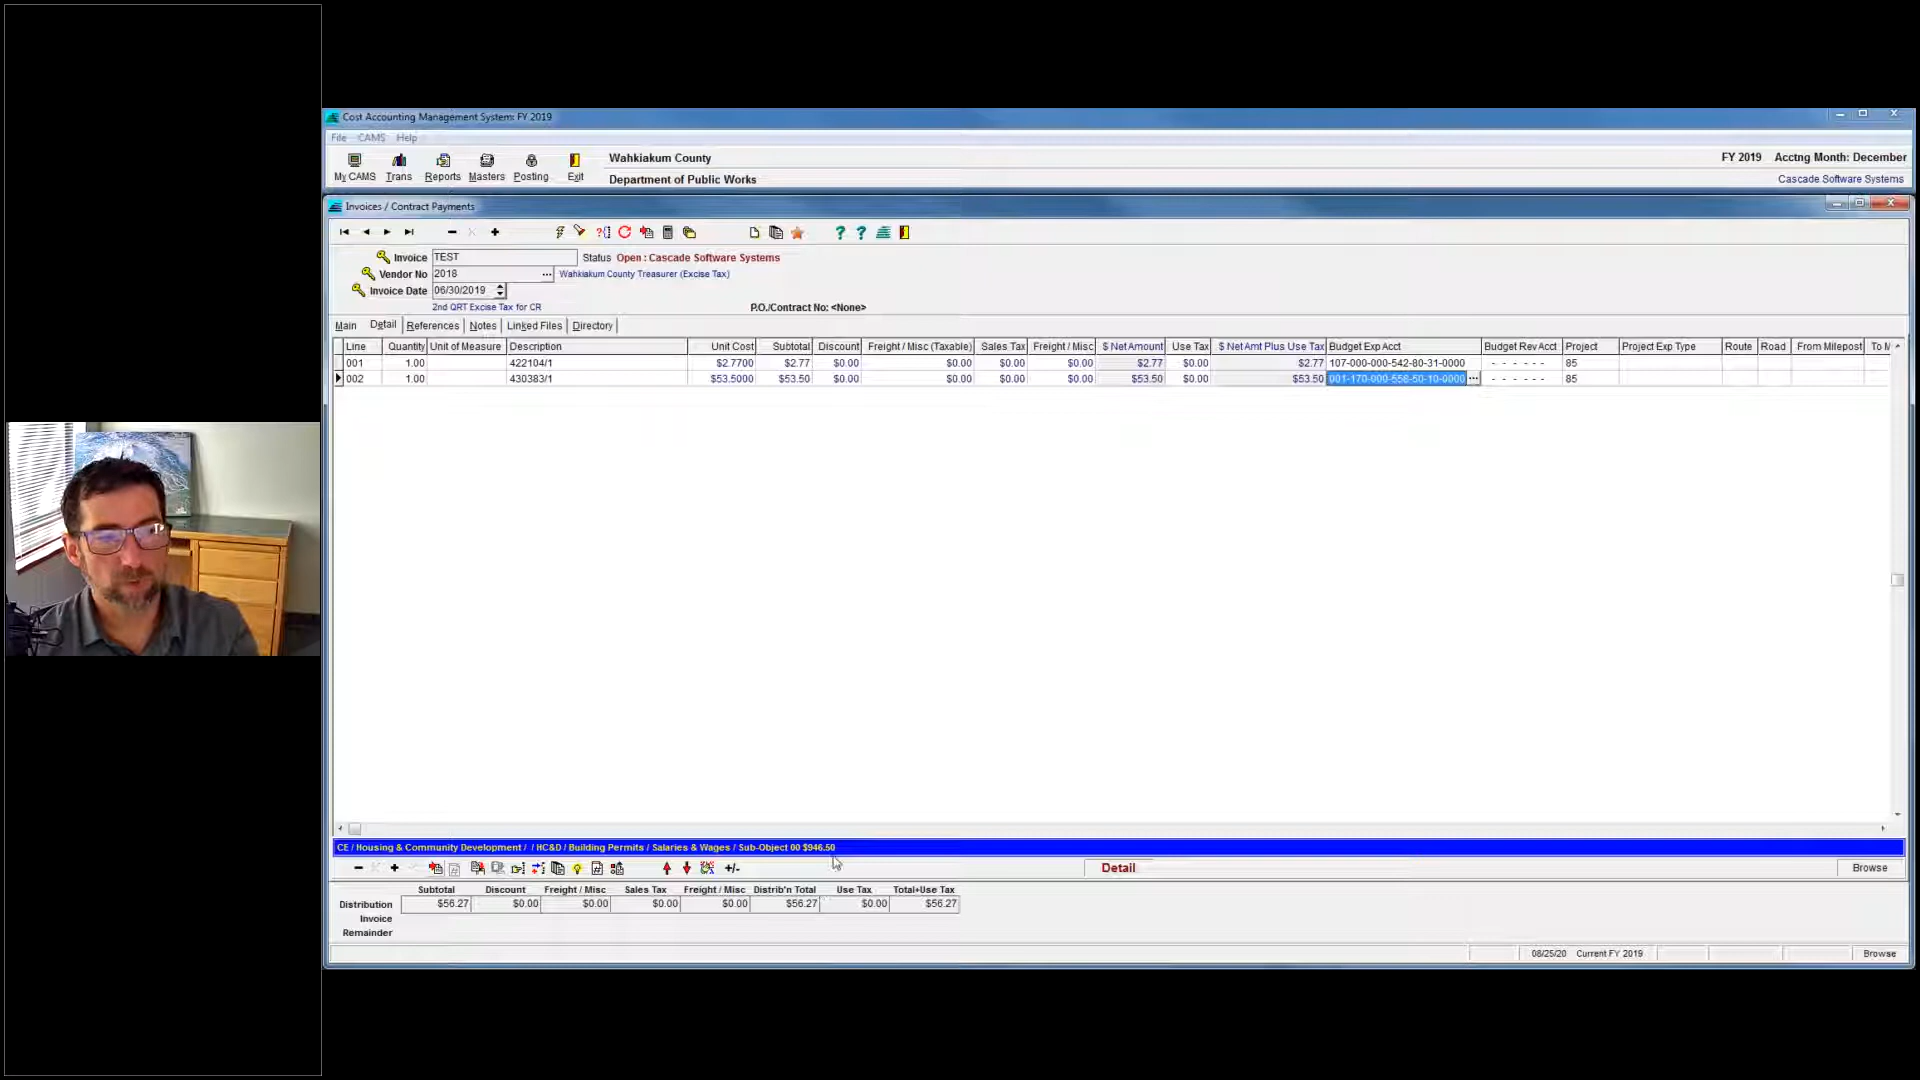 Cost Accounting Management System: FY 2019
File CAMS Help
My CAMS Trans Reports Masters Posting Exit
Wahkiakum County
Department of Public Works
FY 2019 Acctng Month: December
Cascade Software Systems
Invoices / Contract Payments
Invoice TEST Status Open : Cascade Software Systems
Vendor No 2018 ... Wahkiakum County Treasurer (Excise Tax)
Invoice Date 06/30/2019
2nd QRT Excise Tax for CR P.O./Contract No: <None>
Main Detail References Notes Linked Files Directory
Line Quantity Unit of Measure Description Unit Cost Subtotal Discount Freight / Misc (Taxable) Sales Tax Freight / Misc $ Net Amount Use Tax $ Net Amt Plus Use Tax Budget Exp Acct Budget Rev Acct Project Project Exp Type Route Road From Milepost To M
001 1.00 422104/1 $2.7700 $2.77 $0.00 $0.00 $0.00 $0.00 $2.77 $0.00 $2.77 107-000-000-542-80-31-0000 - - - - - - 85
002 1.00 430383/1 $53.5000 $53.50 $0.00 $0.00 $0.00 $0.00 $53.50 $0.00 $53.50 001-170-000-558-50-10-0000 ... - - - - - - 85
CE / Housing & Community Development / / HC&D / Building Permits / Salaries & Wages / Sub-Object 00 $946.50
+/- Detail Browse
Subtotal Discount Freight / Misc Sales Tax Freight / Misc Distrib'n Total Use Tax Total+Use Tax
Distribution $56.27 $0.00 $0.00 $0.00 $0.00 $56.27 $0.00 $56.27
Invoice
Remainder
08/25/20 Current FY 2019 Browse